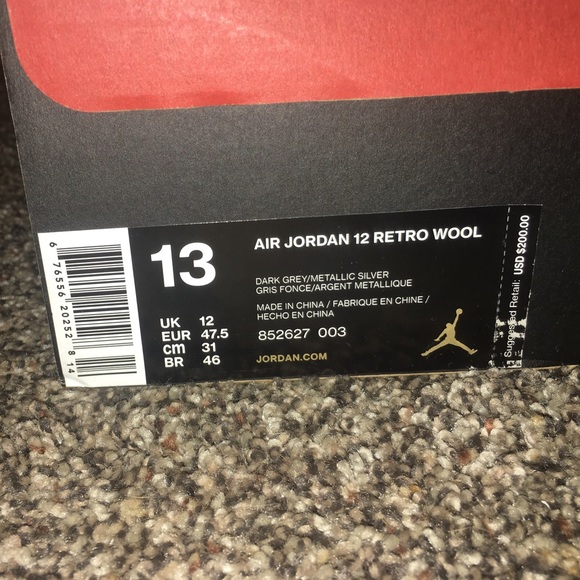 6 76556 20252 8 14
13
AIR JORDAN 12 RETRO WOOL
DARK GREY/METALLIC SILVER
GRIS FONCE/ARGENT METALLIQUE
MADE IN CHINA / FABRIQUE EN CHINE /
HECHO EN CHINA
UK 12
EUR 47.5
cm 31
BR 46
852627 003
JORDAN.COM
Suggested Retail: USD $200.00